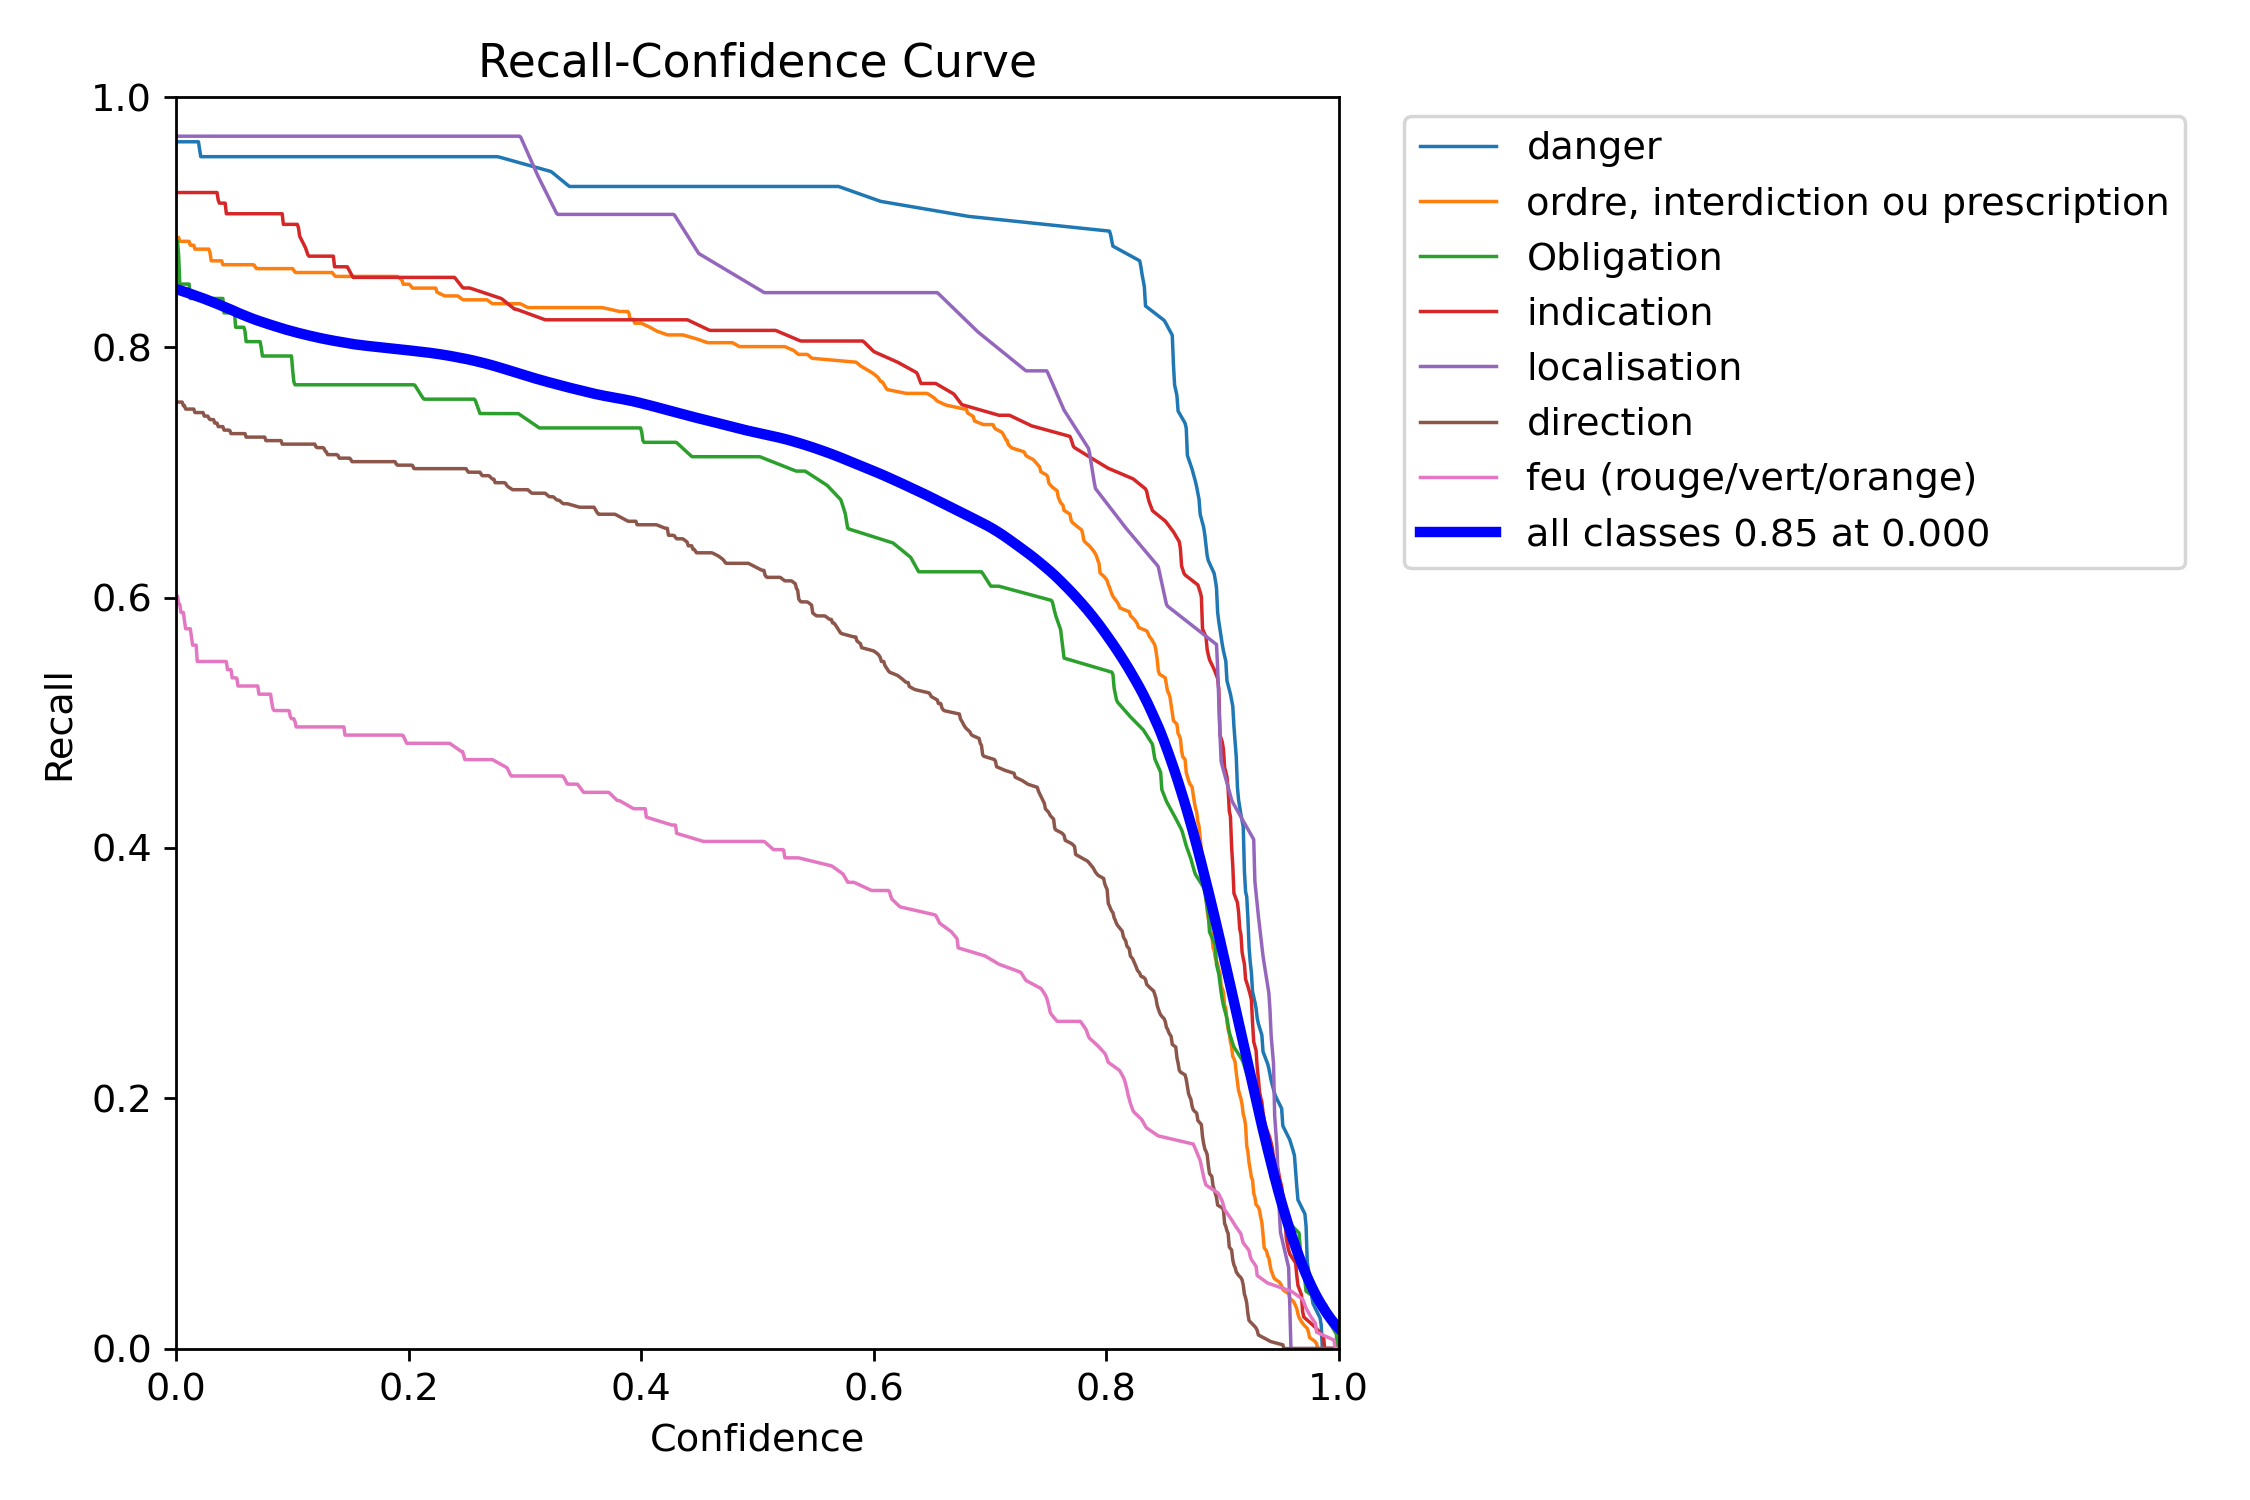 Recall-Confidence Curve
1.0
0.8
0.6
0.4
0.2
0.0
Recall
0.0 0.2 0.4 0.6 0.8 1.0
Confidence
danger
ordre, interdiction ou prescription
Obligation
indication
localisation
direction
feu (rouge/vert/orange)
all classes 0.85 at 0.000